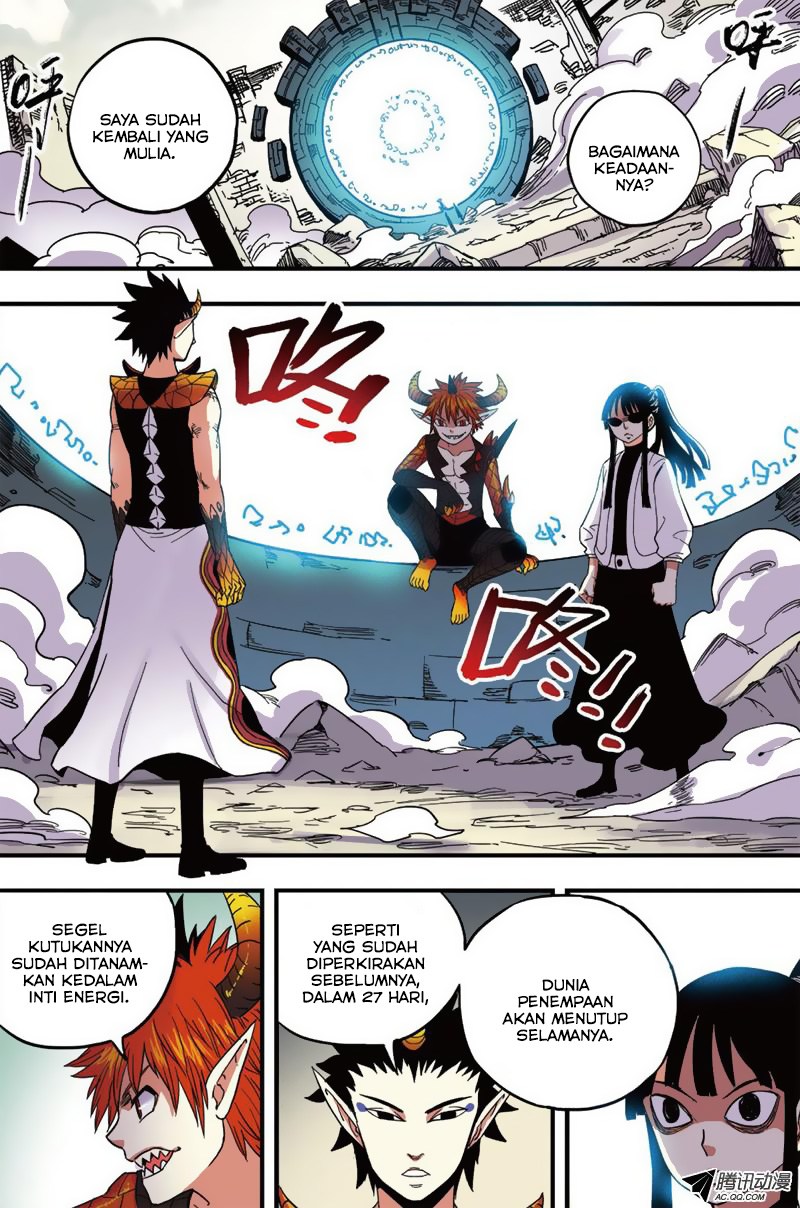 呼
SAYA SUDAH
KEMBALI YANG
MULIA.
呼
BAGAIMANA
KEADAAN-
NYA?
咚!!
咚!!!
SEGEL
KUTUKANNYA
SUDAH DITANAM-
KAN KEDALAM
INTI ENERGI.
SEPERTI
YANG SUDAH
DIPERKIRAKAN
SEBELUMNYA,
DALAM 27 HARI,
DUNIA
PENEMPAAN
AKAN MENUTUP
SELAMANYA.
腾讯动漫
AC.QQ.COM